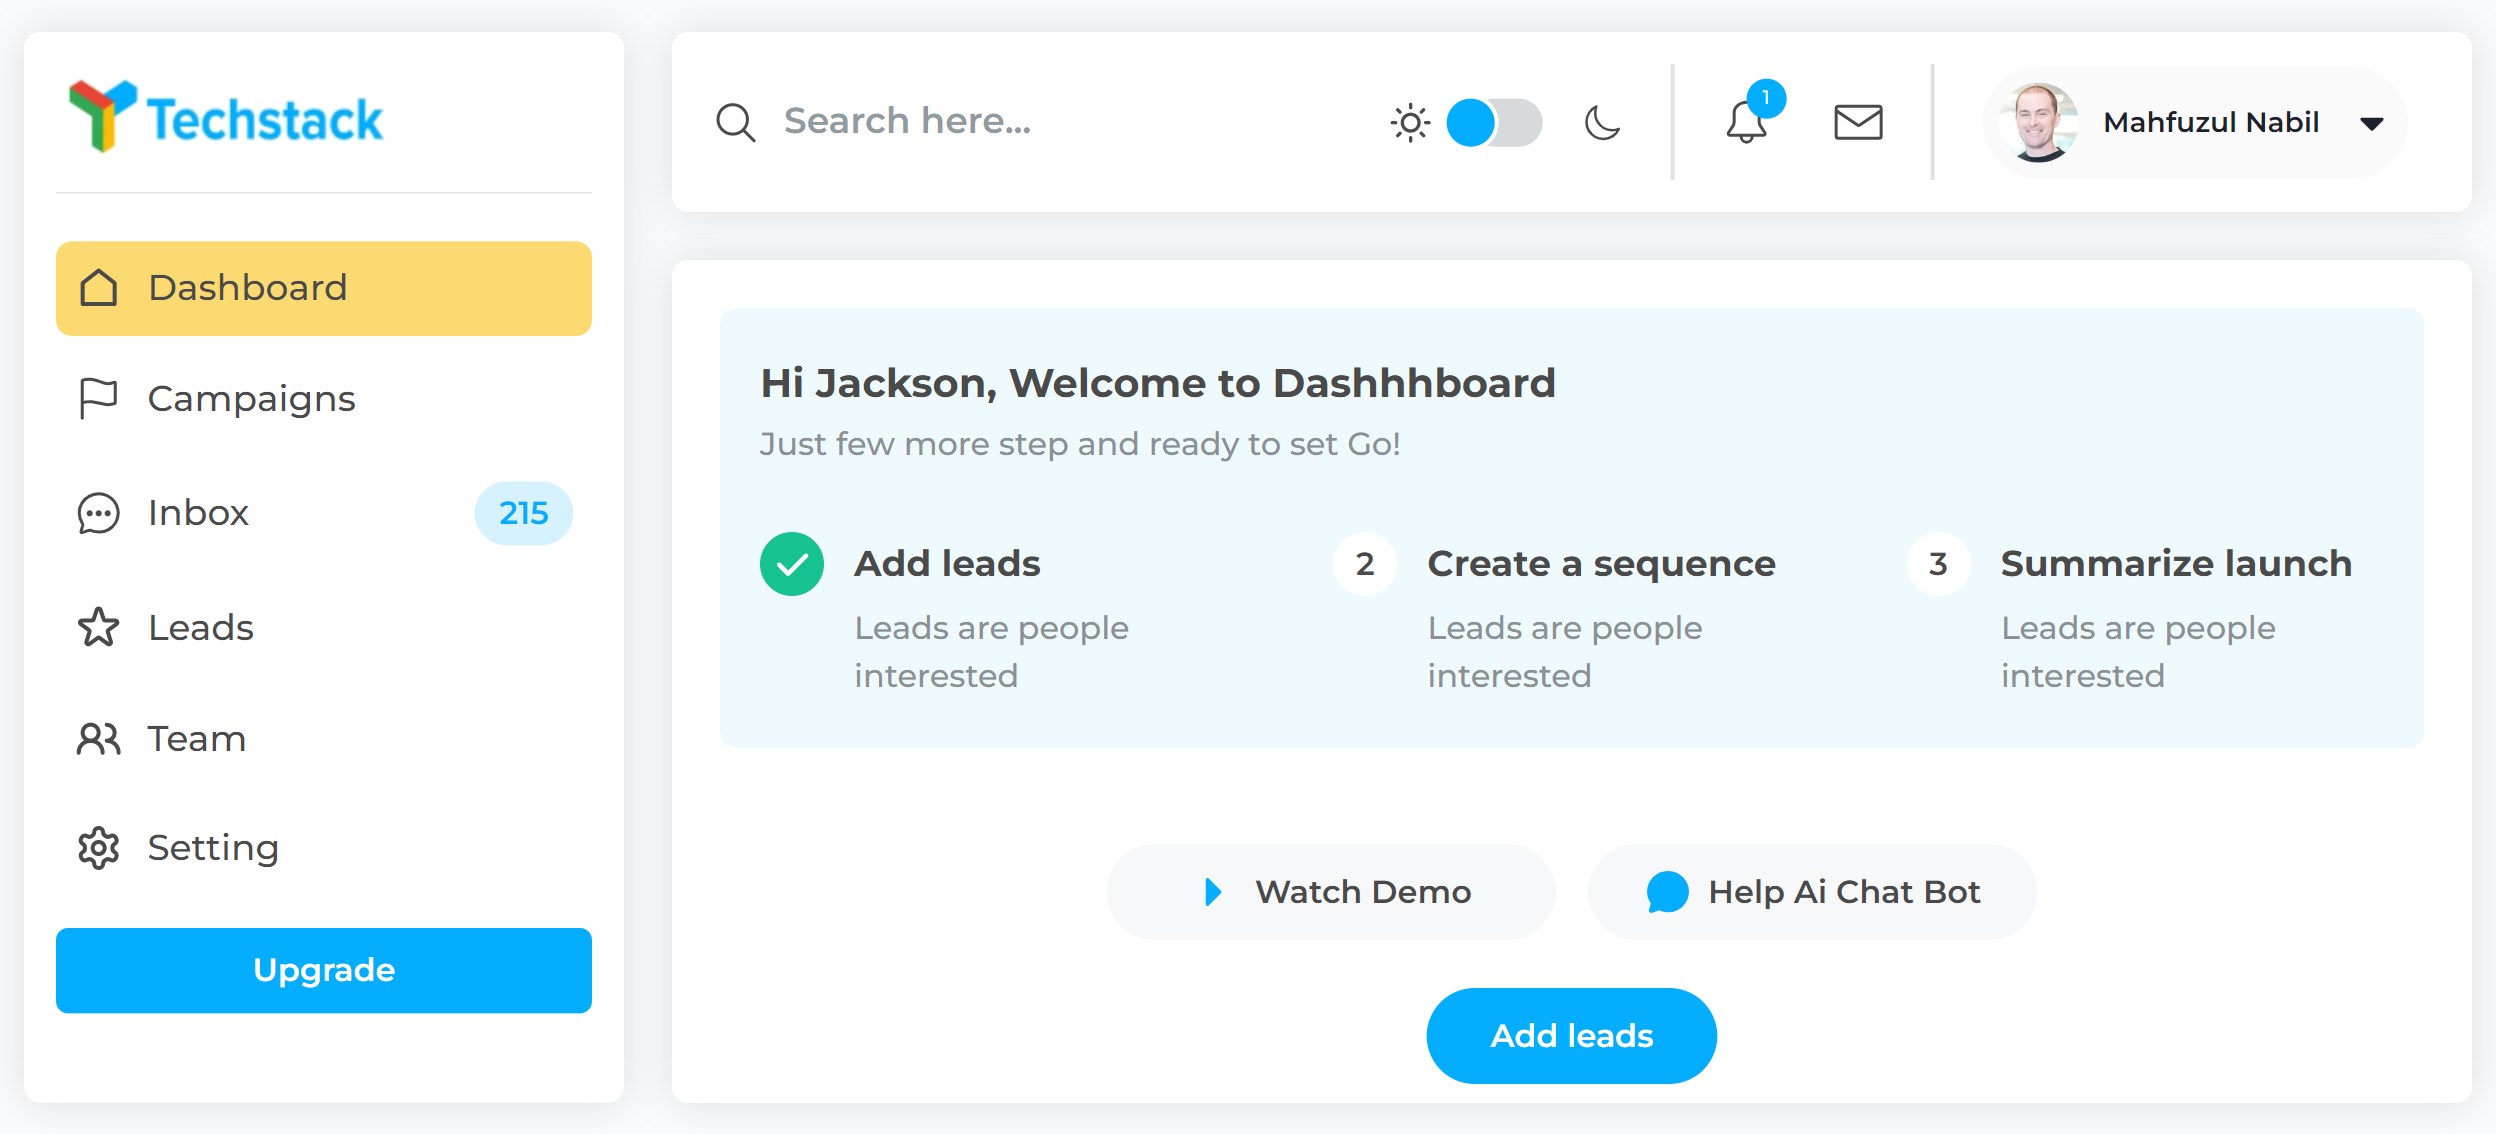 Techstack
Dashboard
Campaigns
Inbox
215
Leads
Team
Setting
Upgrade
Search here...
1
Mahfuzul Nabil
Hi Jackson, Welcome to Dashhhboard
Just few more step and ready to set Go!
Add leads
Leads are people
interested
2
Create a sequence
Leads are people
interested
3
Summarize launch
Leads are people
interested
Watch Demo
Help Ai Chat Bot
Add leads